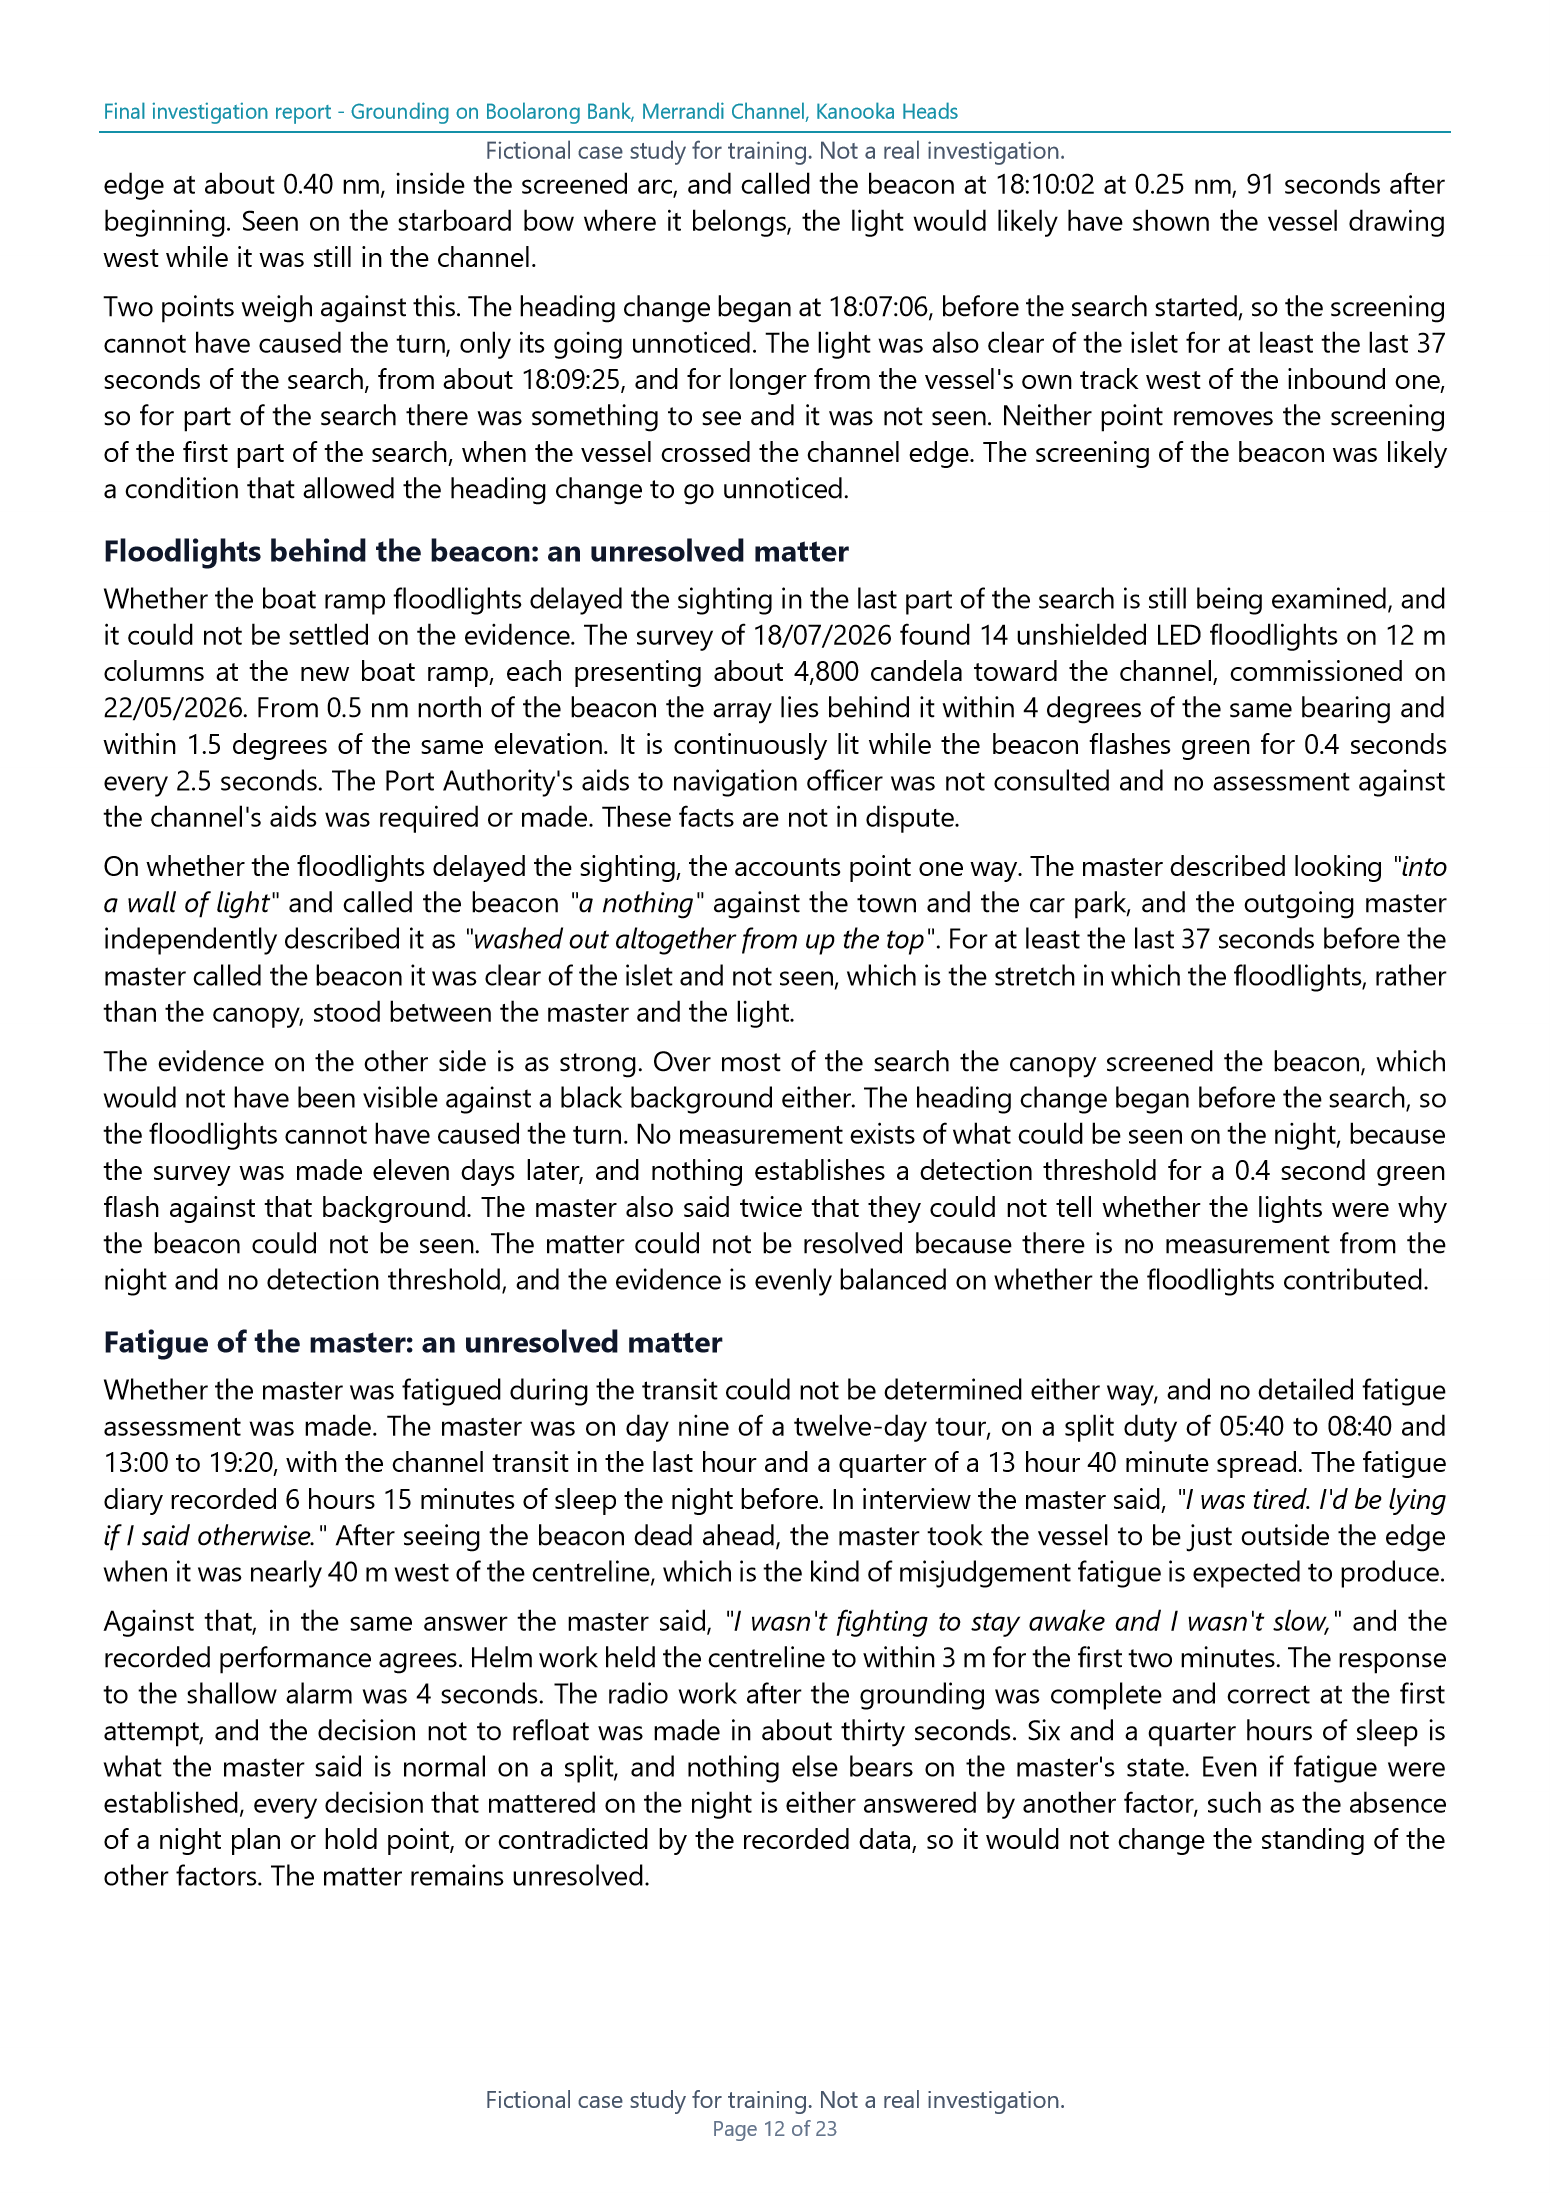 Final investigation report - Grounding on Boolarong Bank, Merrandi Channel, Kanooka Heads
Fictional case study for training. Not a real investigation.
edge at about 0.40 nm, inside the screened arc, and called the beacon at 18:10:02 at 0.25 nm, 91 seconds after
beginning. Seen on the starboard bow where it belongs, the light would likely have shown the vessel drawing
west while it was still in the channel.
Two points weigh against this. The heading change began at 18:07:06, before the search started, so the screening
cannot have caused the turn, only its going unnoticed. The light was also clear of the islet for at least the last 37
seconds of the search, from about 18:09:25, and for longer from the vessel's own track west of the inbound one,
so for part of the search there was something to see and it was not seen. Neither point removes the screening
of the first part of the search, when the vessel crossed the channel edge. The screening of the beacon was likely
a condition that allowed the heading change to go unnoticed.
Floodlights behind the beacon: an unresolved matter
Whether the boat ramp floodlights delayed the sighting in the last part of the search is still being examined, and
it could not be settled on the evidence. The survey of 18/07/2026 found 14 unshielded LED floodlights on 12 m
columns at the new boat ramp, each presenting about 4,800 candela toward the channel, commissioned on
22/05/2026. From 0.5 nm north of the beacon the array lies behind it within 4 degrees of the same bearing and
within 1.5 degrees of the same elevation. It is continuously lit while the beacon flashes green for 0.4 seconds
every 2.5 seconds. The Port Authority's aids to navigation officer was not consulted and no assessment against
the channel's aids was required or made. These facts are not in dispute.
On whether the floodlights delayed the sighting, the accounts point one way. The master described looking "into
a wall of light" and called the beacon "a nothing" against the town and the car park, and the outgoing master
independently described it as "washed out altogether from up the top". For at least the last 37 seconds before the
master called the beacon it was clear of the islet and not seen, which is the stretch in which the floodlights, rather
than the canopy, stood between the master and the light.
The evidence on the other side is as strong. Over most of the search the canopy screened the beacon, which
would not have been visible against a black background either. The heading change began before the search, so
the floodlights cannot have caused the turn. No measurement exists of what could be seen on the night, because
the survey was made eleven days later, and nothing establishes a detection threshold for a 0.4 second green
flash against that background. The master also said twice that they could not tell whether the lights were why
the beacon could not be seen. The matter could not be resolved because there is no measurement from the
night and no detection threshold, and the evidence is evenly balanced on whether the floodlights contributed.
Fatigue of the master: an unresolved matter
Whether the master was fatigued during the transit could not be determined either way, and no detailed fatigue
assessment was made. The master was on day nine of a twelve-day tour, on a split duty of 05:40 to 08:40 and
13:00 to 19:20, with the channel transit in the last hour and a quarter of a 13 hour 40 minute spread. The fatigue
diary recorded 6 hours 15 minutes of sleep the night before. In interview the master said, "I was tired. I'd be lying
if I said otherwise." After seeing the beacon dead ahead, the master took the vessel to be just outside the edge
when it was nearly 40 m west of the centreline, which is the kind of misjudgement fatigue is expected to produce.
Against that, in the same answer the master said, "I wasn't fighting to stay awake and I wasn't slow," and the
recorded performance agrees. Helm work held the centreline to within 3 m for the first two minutes. The response
to the shallow alarm was 4 seconds. The radio work after the grounding was complete and correct at the first
attempt, and the decision not to refloat was made in about thirty seconds. Six and a quarter hours of sleep is
what the master said is normal on a split, and nothing else bears on the master's state. Even if fatigue were
established, every decision that mattered on the night is either answered by another factor, such as the absence
of a night plan or hold point, or contradicted by the recorded data, so it would not change the standing of the
other factors. The matter remains unresolved.
Fictional case study for training. Not a real investigation.
Page 12 of 23